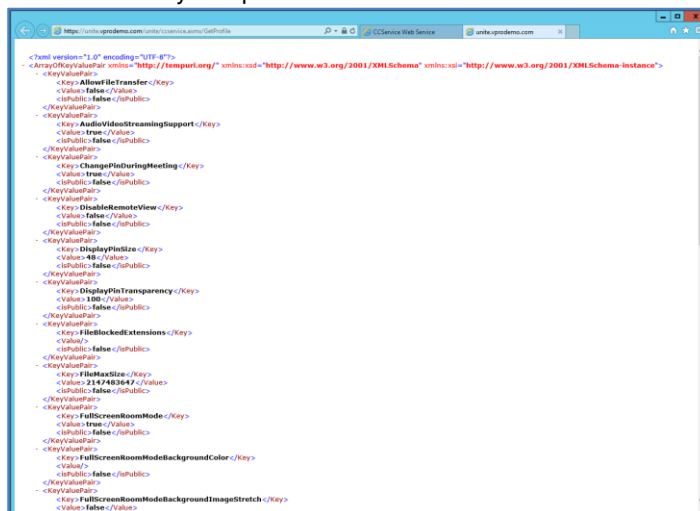 https://unite.vprodemo.com/unite/ccservice.asmx/GetProfile
CCService Web Service
unite.vprodemo.com
<?xml version="1.0" encoding="UTF-8"?>
- <ArrayOfKeyValuePair xmlns="http://tempuri.org/" xmlns:xsd="http://www.w3.org/2001/XMLSchema" xmlns:xsi="http://www.w3.org/2001/XMLSchema-instance">
- <KeyValuePair>
<Key>AllowFileTransfer</Key>
<Value>false</Value>
<isPublic>false</isPublic>
</KeyValuePair>
- <KeyValuePair>
<Key>AudioVideoStreamingSupport</Key>
<Value>true</Value>
<isPublic>false</isPublic>
</KeyValuePair>
- <KeyValuePair>
<Key>ChangePinDuringMeeting</Key>
<Value>true</Value>
<isPublic>false</isPublic>
</KeyValuePair>
- <KeyValuePair>
<Key>DisableRemoteView</Key>
<Value>false</Value>
<isPublic>false</isPublic>
</KeyValuePair>
- <KeyValuePair>
<Key>DisplayPinSize</Key>
<Value>48</Value>
<isPublic>false</isPublic>
</KeyValuePair>
- <KeyValuePair>
<Key>DisplayPinTransparency</Key>
<Value>100</Value>
<isPublic>false</isPublic>
</KeyValuePair>
- <KeyValuePair>
<Key>FileBlockedExtensions</Key>
<Value/>
<isPublic>false</isPublic>
</KeyValuePair>
- <KeyValuePair>
<Key>FileMaxSize</Key>
<Value>2147483647</Value>
<isPublic>false</isPublic>
</KeyValuePair>
- <KeyValuePair>
<Key>FullScreenRoomMode</Key>
<Value>true</Value>
<isPublic>false</isPublic>
</KeyValuePair>
- <KeyValuePair>
<Key>FullScreenRoomModeBackgroundColor</Key>
<Value/>
<isPublic>false</isPublic>
</KeyValuePair>
- <KeyValuePair>
<Key>FullScreenRoomModeBackgroundImageStretch</Key>
<Value>false</Value>